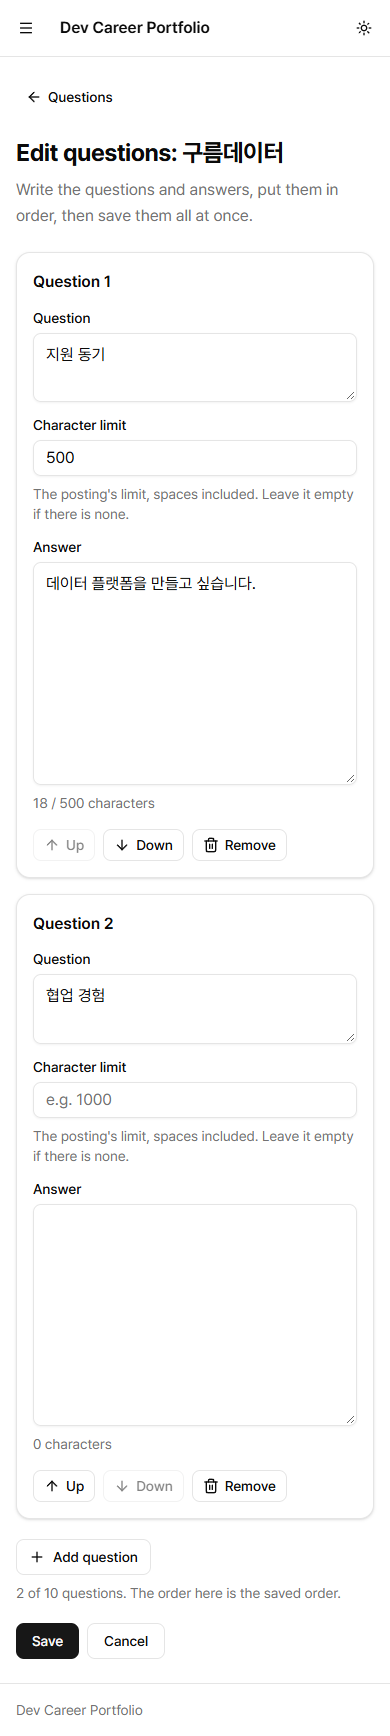 Dev Career Portfolio
Questions
Edit questions: 구름데이터
Write the questions and answers, put them in
order, then save them all at once.
Question 1
Question
지원 동기
Character limit
500
The posting's limit, spaces included. Leave it empty
if there is none.
Answer
데이터 플랫폼을 만들고 싶습니다.
18 / 500 characters
Up Down Remove
Question 2
Question
협업 경험
Character limit
e.g. 1000
The posting's limit, spaces included. Leave it empty
if there is none.
Answer
0 characters
Up Down Remove
Add question
2 of 10 questions. The order here is the saved order.
Save Cancel
Dev Career Portfolio